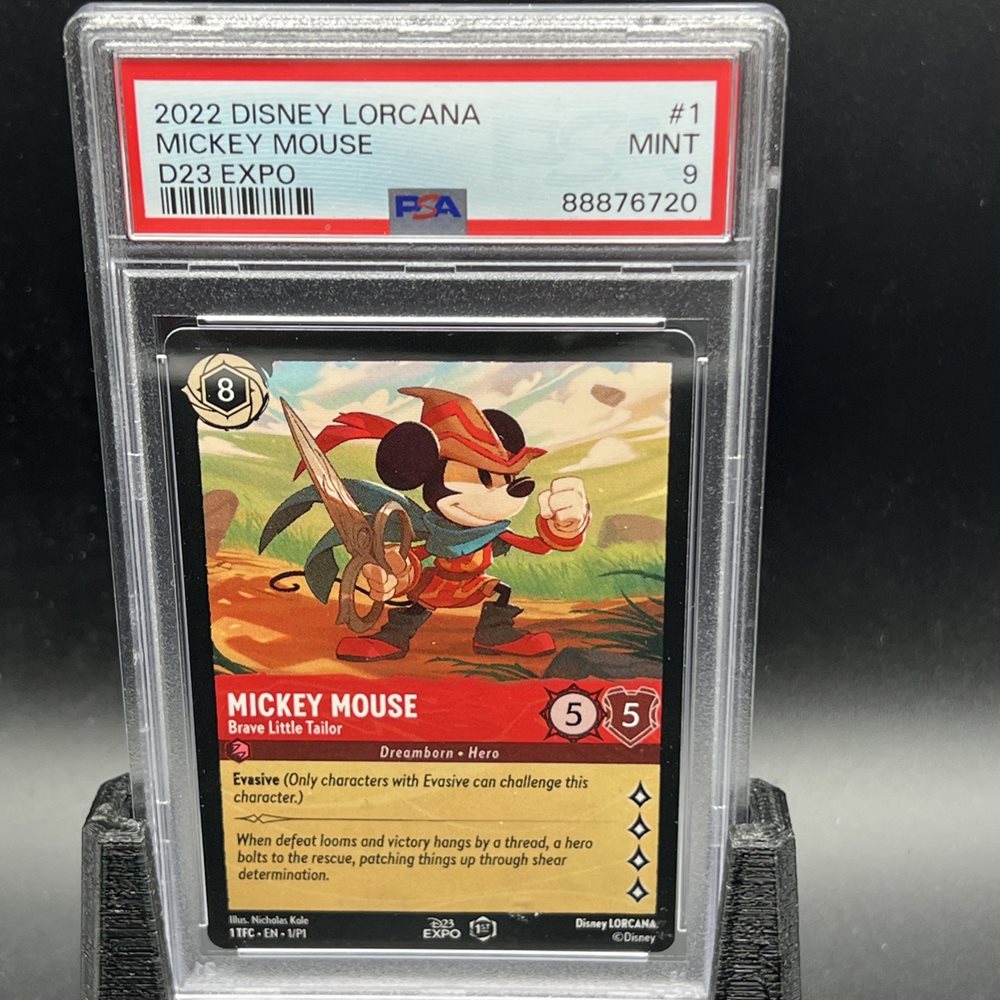 2022 DISNEY LORCANA #1
MICKEY MOUSE MINT
D23 EXPO 9
PSA 88876720
8
MICKEY MOUSE
Brave Little Tailor
5 5
Dreamborn • Hero
Evasive (Only characters with Evasive can challenge this
character.)
When defeat looms and victory hangs by a thread, a hero
bolts to the rescue, patching things up through shear
determination.
Illus. Nicholas Kole
1 TFC • EN • 1/P1
D23
EXPO
1ST
Disney LORCANA
©Disney